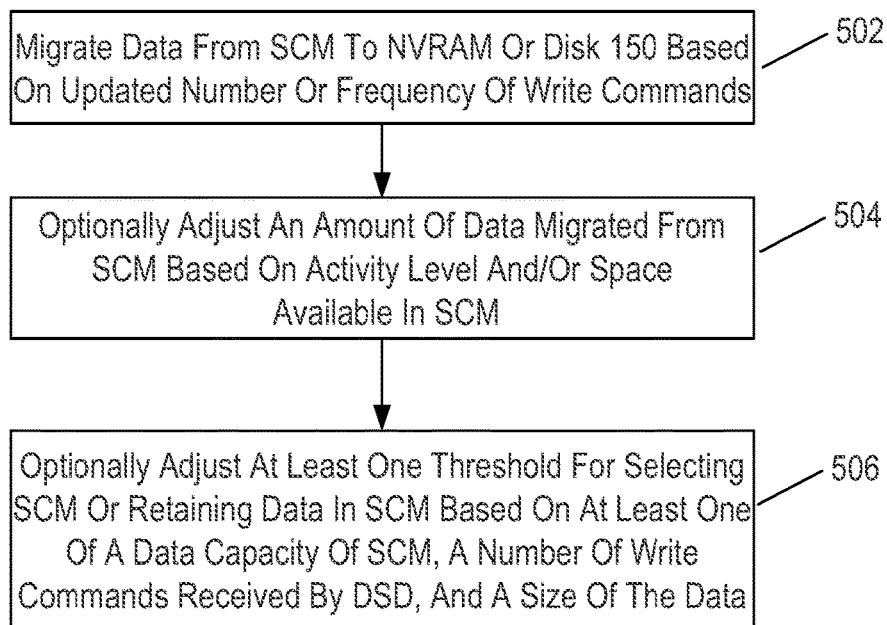 Migrate Data From SCM To NVRAM Or Disk 150 Based
On Updated Number Or Frequency Of Write Commands
502
Optionally Adjust An Amount Of Data Migrated From
SCM Based On Activity Level And/Or Space
Available In SCM
504
Optionally Adjust At Least One Threshold For Selecting
SCM Or Retaining Data In SCM Based On At Least One
Of A Data Capacity Of SCM, A Number Of Write
Commands Received By DSD, And A Size Of The Data
506